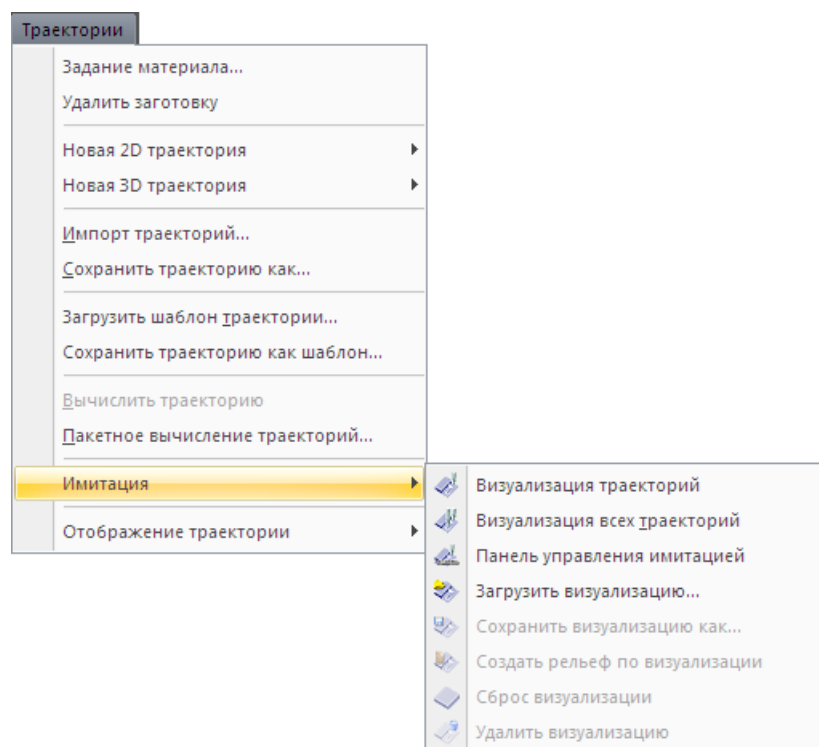 Траектории
Задание материала...
Удалить заготовку
Новая 2D траектория
Новая 3D траектория
Импорт траекторий...
Сохранить траекторию как...
Загрузить шаблон траектории...
Сохранить траекторию как шаблон...
Вычислить траекторию
Пакетное вычисление траекторий...
Имитация
Отображение траектории
Визуализация траекторий
Визуализация всех траекторий
Панель управления имитацией
Загрузить визуализацию...
Сохранить визуализацию как...
Создать рельеф по визуализации
Сброс визуализации
Удалить визуализацию